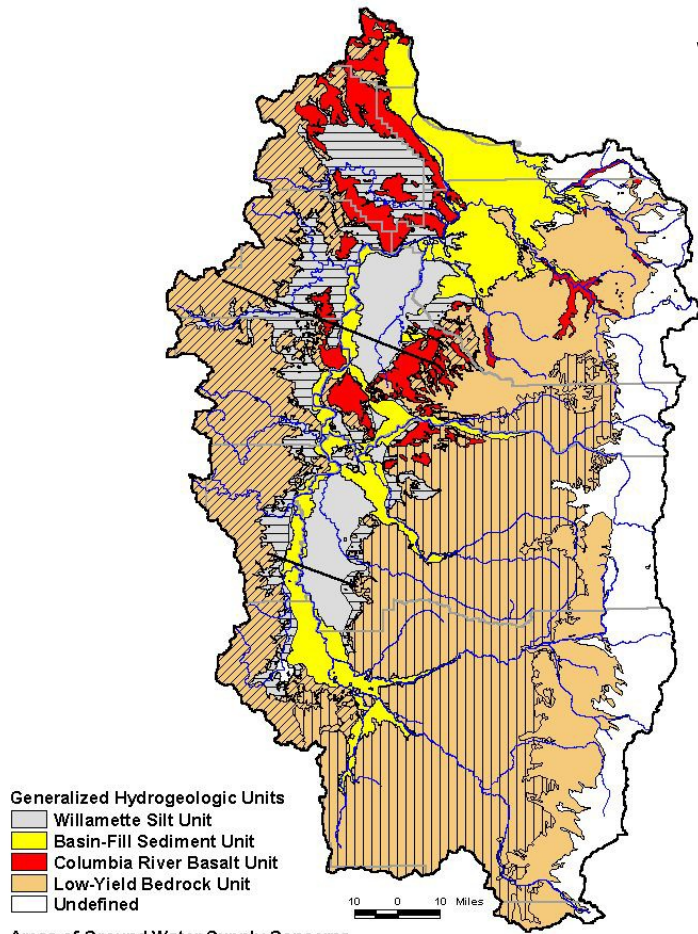 Generalized Hydrogeologic Units
Willamette Silt Unit
Basin-Fill Sediment Unit
Columbia River Basalt Unit
Low-Yield Bedrock Unit
Undefined
10 0 10 Miles